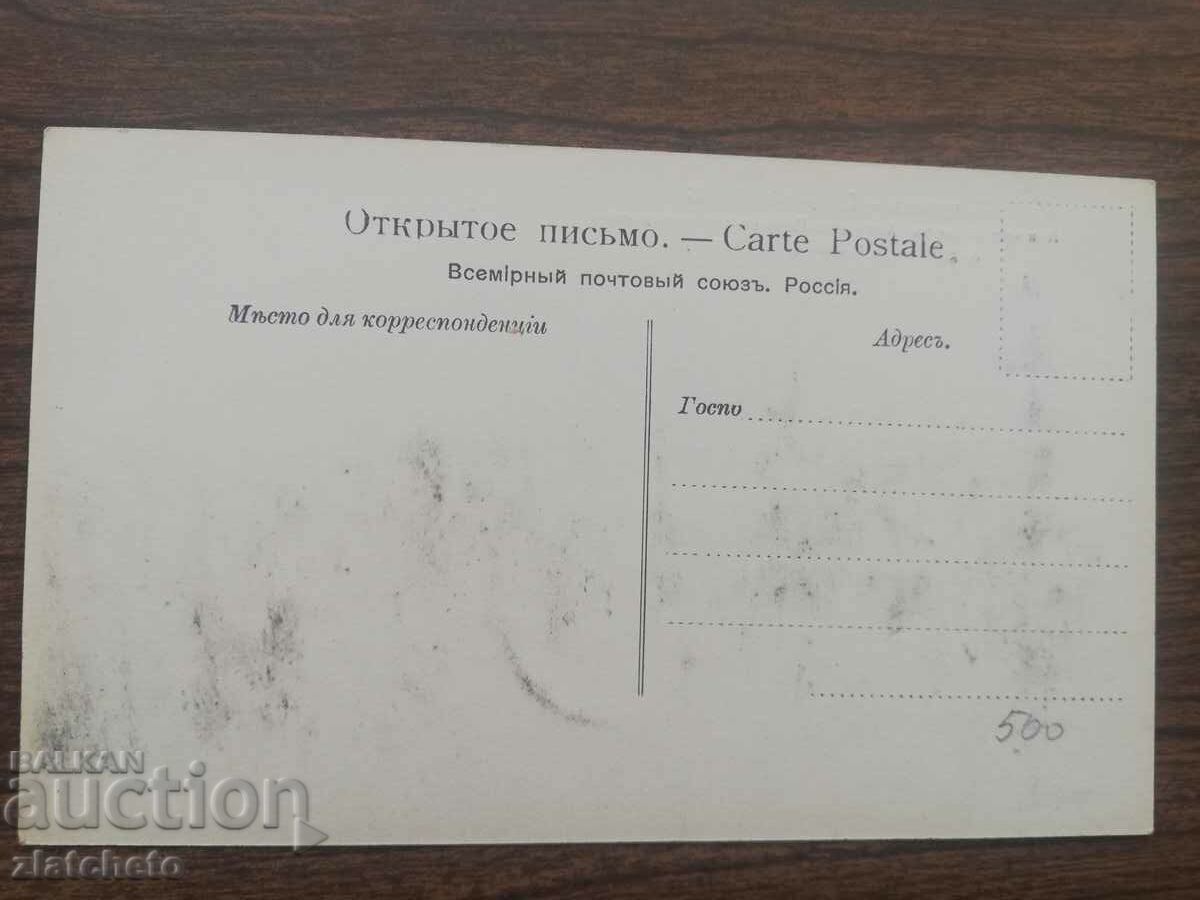 Открытое письмо. — Carte Postale.
Всемірный почтовый союзъ. Россія.
Мѣсто для корреспонденціи
Адресъ.
Госпо
500
BALKAN
auction
zlatcheto